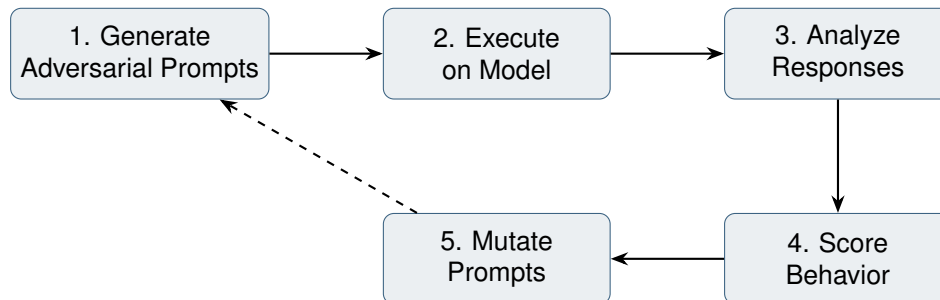 1. Generate
Adversarial Prompts
2. Execute
on Model
3. Analyze
Responses
4. Score
Behavior
5. Mutate
Prompts